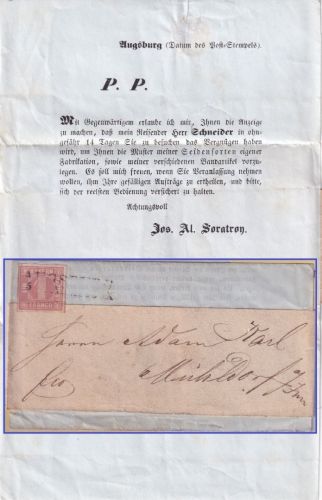 Augsburg (Datum des Post-Stempels).
P. P.
Mit Gegenwärtigem erlaube ich mir, Ihnen die Anzeige
zu machen, daß mein Reisender Herr Schneider in ohn-
gefähr 14 Tagen Sie zu besuchen das Vergnügen haben
wird, um Ihnen die Muster meiner Seidensorten eigener
Fabrikation, sowie meiner verschiedenen Bandartikel vorzu-
legen. Es soll mich freuen, wenn Sie Veranlassung nehmen
wollen, ihm Ihre gefälligen Aufträge zu ertheilen, und bitte,
sich der reellsten Bedienung versichert zu halten.
Achtungsvoll
Jos. Al. Soratroy.
Herrn Adam Karl
fco Mühldorf a/Inn